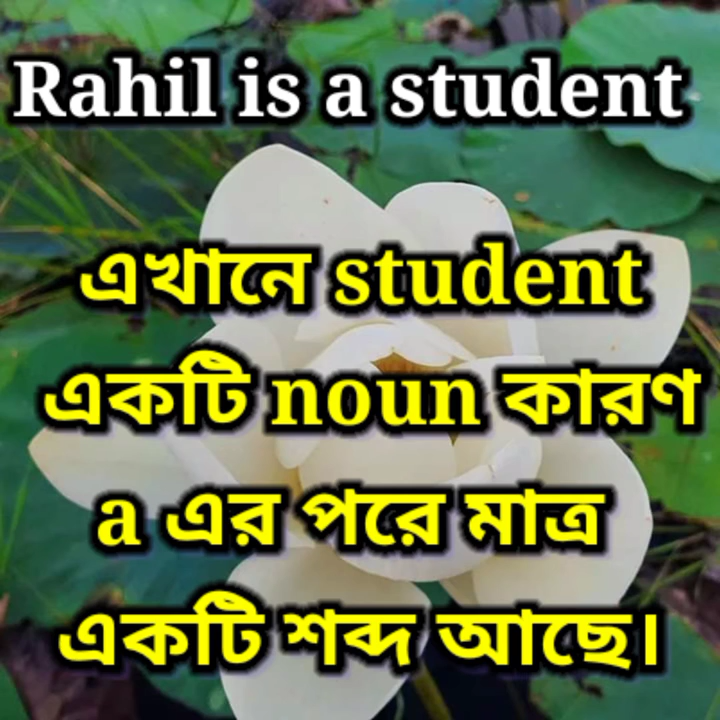 Rahil is a student
এখানে student
একটি noun কারণ
a এর পরে মাত্র
একটি শব্দ আছে।